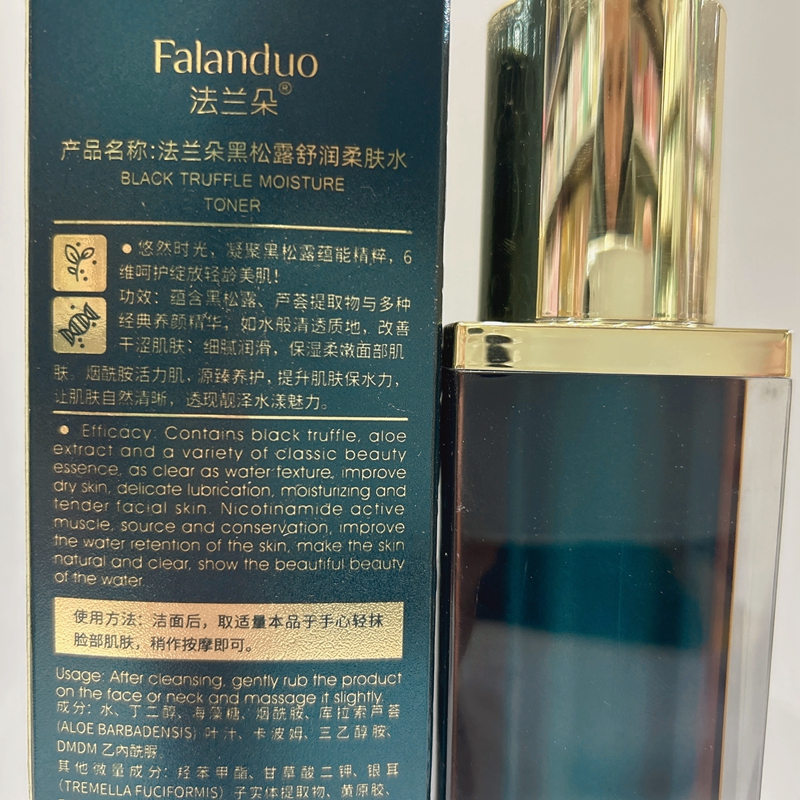 Falanduo
法兰朵®
产品名称:法兰朵黑松露舒润柔肤水
BLACK TRUFFLE MOISTURE
TONER
●悠然时光，凝聚黑松露蕴能精粹，6
维呵护绽放轻龄美肌!
功效：蕴含黑松露、芦荟提取物与多种
经典养颜精华，如水般清透质地，改善
干涩肌肤；细腻润滑，保湿柔嫩面部肌
肤。烟酰胺活力肌，源臻养护，提升肌肤保水力，
让肌肤自然清晰，透现靓泽水漾魅力。
● Efficacy: Contains black truffle, aloe
extract and a variety of classic beauty
essence, as clear as water texture, improve
dry skin, delicate lubrication, moisturizing and
tender facial skin. Nicotinamide active
muscle, source and conservation, improve
the water retention of the skin, make the skin
natural and clear, show the beautiful beauty
of the water.
使用方法：洁面后，取适量本品于手心轻抹
脸部肌肤，稍作按摩即可。
Usage: After cleansing, gently rub the product
on the face or neck and massage it slightly.
成分：水、丁二醇、海藻糖、烟酰胺、库拉索芦荟
(ALOE BARBADENSIS) 叶汁、卡波姆、三乙醇胺、
DMDM 乙内酰脲
其他微量成分：羟苯甲酯、甘草酸二钾、银耳
（TREMELLA FUCIFORMIS）子实体提取物、黄原胶、